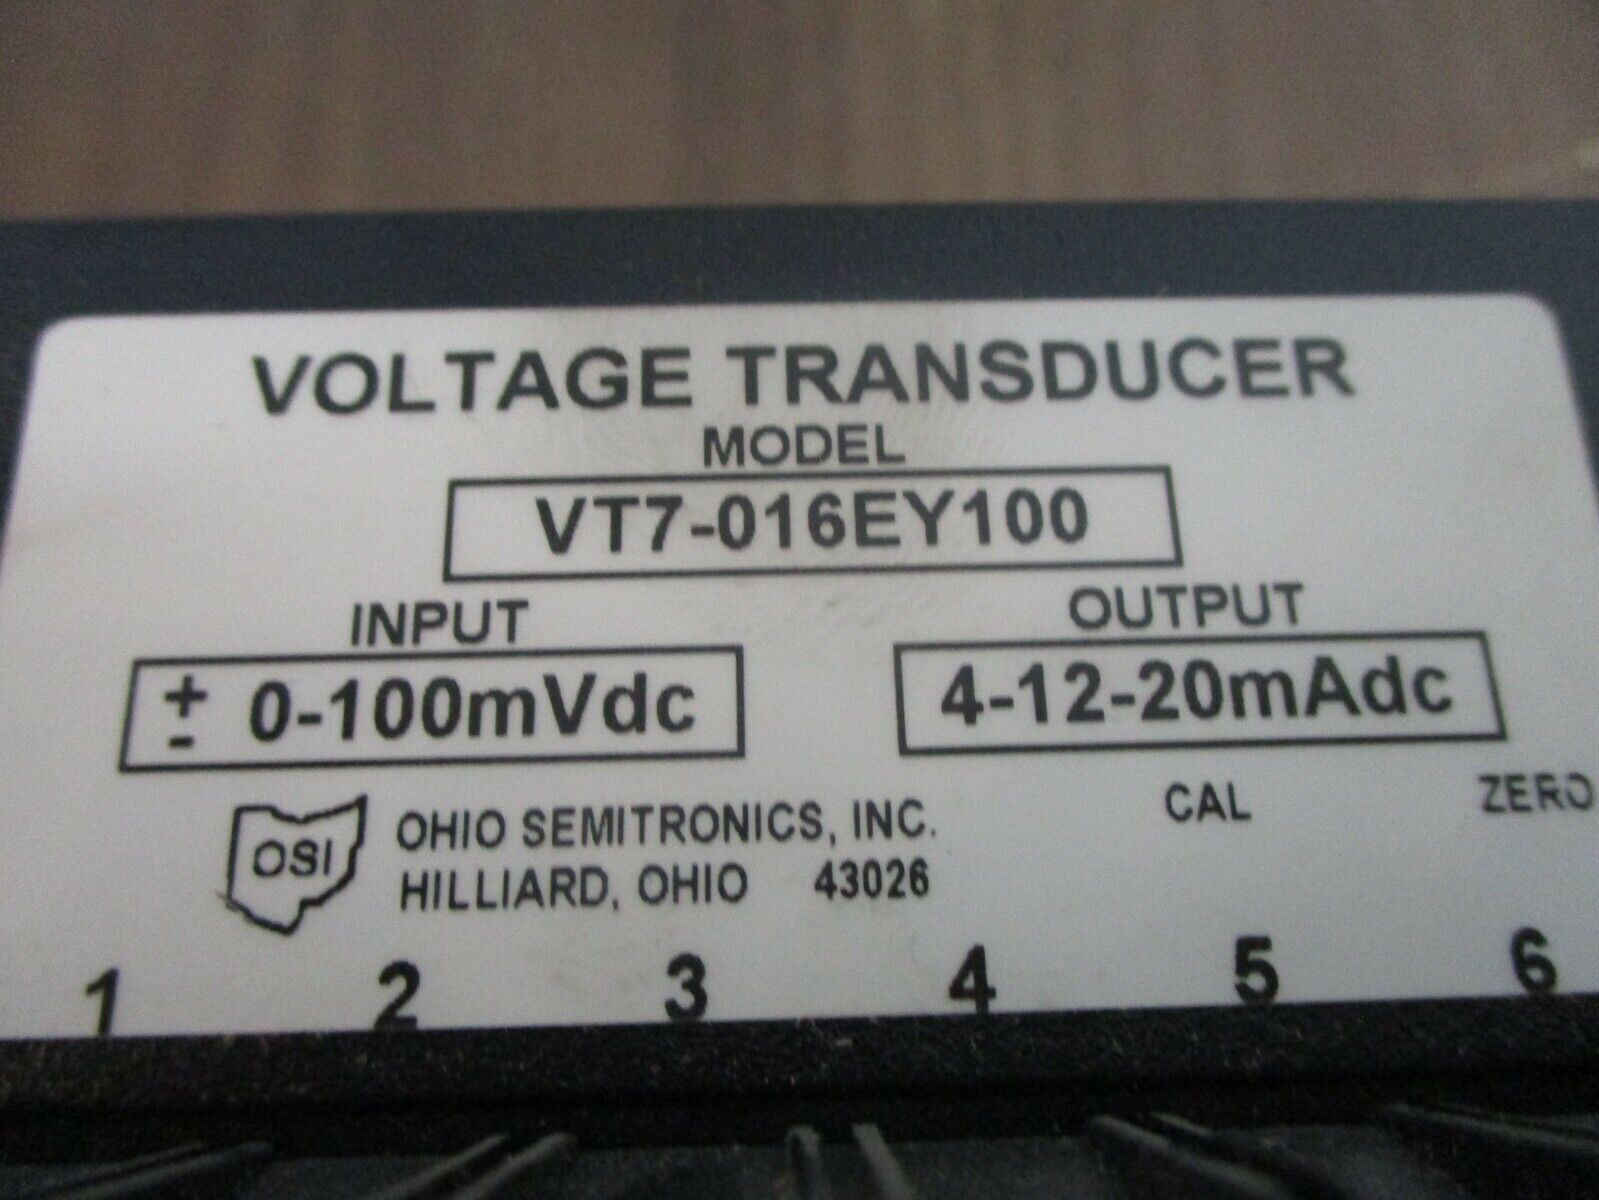 VOLTAGE TRANSDUCER
MODEL
VT7-016EY100
INPUT
± 0-100mVdc
OUTPUT
4-12-20mAdc
OSI
OHIO SEMITRONICS, INC.
HILLIARD, OHIO 43026
CAL
ZERO
1 2 3 4 5 6